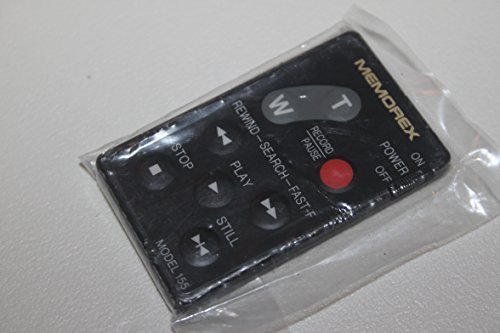 MEMOREX
T
W
POWER
ON
OFF
RECORD
PAUSE
REWIND–SEARCH–FAST-F
PLAY
STOP
STILL
MODEL 155